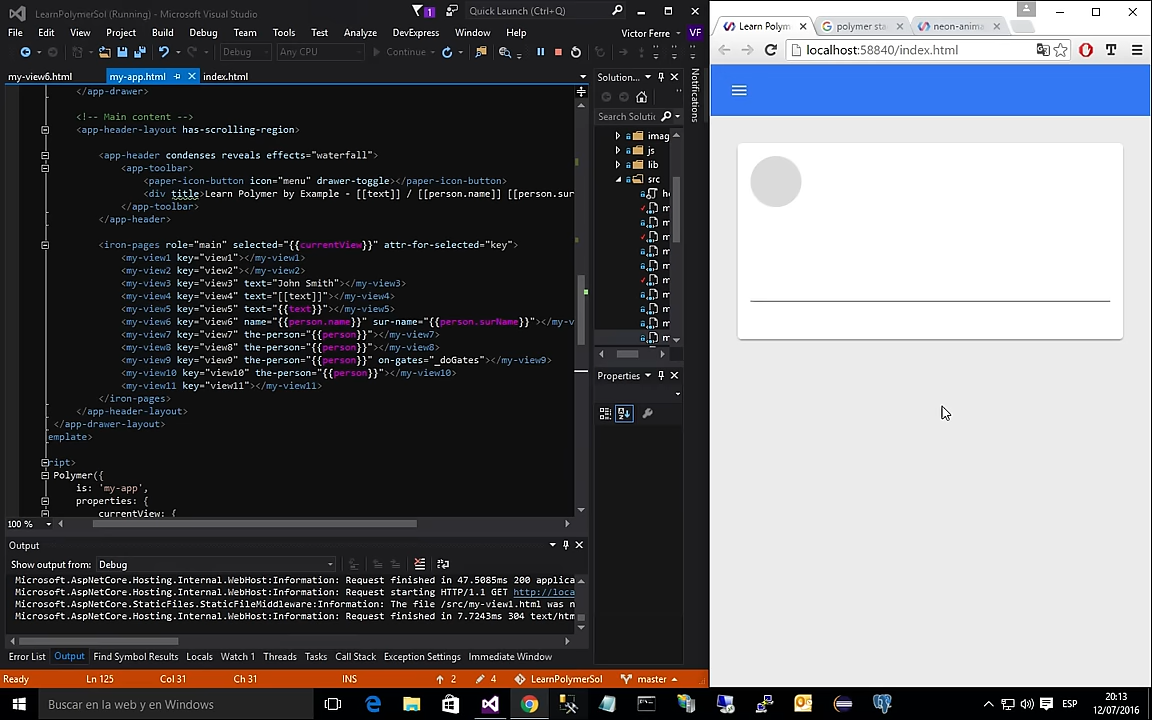 LearnPolymerSol (Running) - Microsoft Visual Studio
1
Quick Launch (Ctrl+Q)
File Edit View Project Build Debug Team Tools Test Analyze DevExpress Window Help Victor Ferre VF
Debug Any CPU Continue
my-view6.html my-app.html index.html
</app-drawer>
<!-- Main content -->
<app-header-layout has-scrolling-region>
<app-header condenses reveals effects="waterfall">
<app-toolbar>
<paper-icon-button icon="menu" drawer-toggle></paper-icon-button>
<div title>Learn Polymer by Example - [[text]] / [[person.name]] [[person.sur
</app-toolbar>
</app-header>
<iron-pages role="main" selected="{{currentView}}" attr-for-selected="key">
<my-view1 key="view1"></my-view1>
<my-view2 key="view2"></my-view2>
<my-view3 key="view3" text="John Smith"></my-view3>
<my-view4 key="view4" text="[[text]]"></my-view4>
<my-view5 key="view5" text="{{text}}"></my-view5>
<my-view6 key="view6" name="{{person.name}}" sur-name="{{person.surName}}"></my-v
<my-view7 key="view7" the-person="{{person}}"></my-view7>
<my-view8 key="view8" the-person="{{person}}"></my-view8>
<my-view9 key="view9" the-person="{{person}}" on-gates="_doGates"></my-view9>
<my-view10 key="view10" the-person="{{person}}"></my-view10>
<my-view11 key="view11"></my-view11>
</iron-pages>
</app-header-layout>
</app-drawer-layout>
emplate>
ript>
Polymer({
is: 'my-app',
properties: {
currentView: {
100 %
Output
Show output from: Debug
Microsoft.AspNetCore.Hosting.Internal.WebHost:Information: Request finished in 47.5085ms 200 applica
Microsoft.AspNetCore.Hosting.Internal.WebHost:Information: Request starting HTTP/1.1 GET http://loca
Microsoft.AspNetCore.StaticFiles.StaticFileMiddleware:Information: The file /src/my-view1.html was n
Microsoft.AspNetCore.Hosting.Internal.WebHost:Information: Request finished in 7.7243ms 304 text/htm
Error List Output Find Symbol Results Locals Watch 1 Threads Tasks Call Stack Exception Settings Immediate Window
Ready Ln 125 Col 31 Ch 31 INS 2 4 LearnPolymerSol master
Solution...
Search Solutic
imag
js
lib
src
Properties
Notifications
Learn Polym
polymer sta
neon-anima
localhost:58840/index.html
Buscar en la web y en Windows
ESP
20:13
12/07/2016